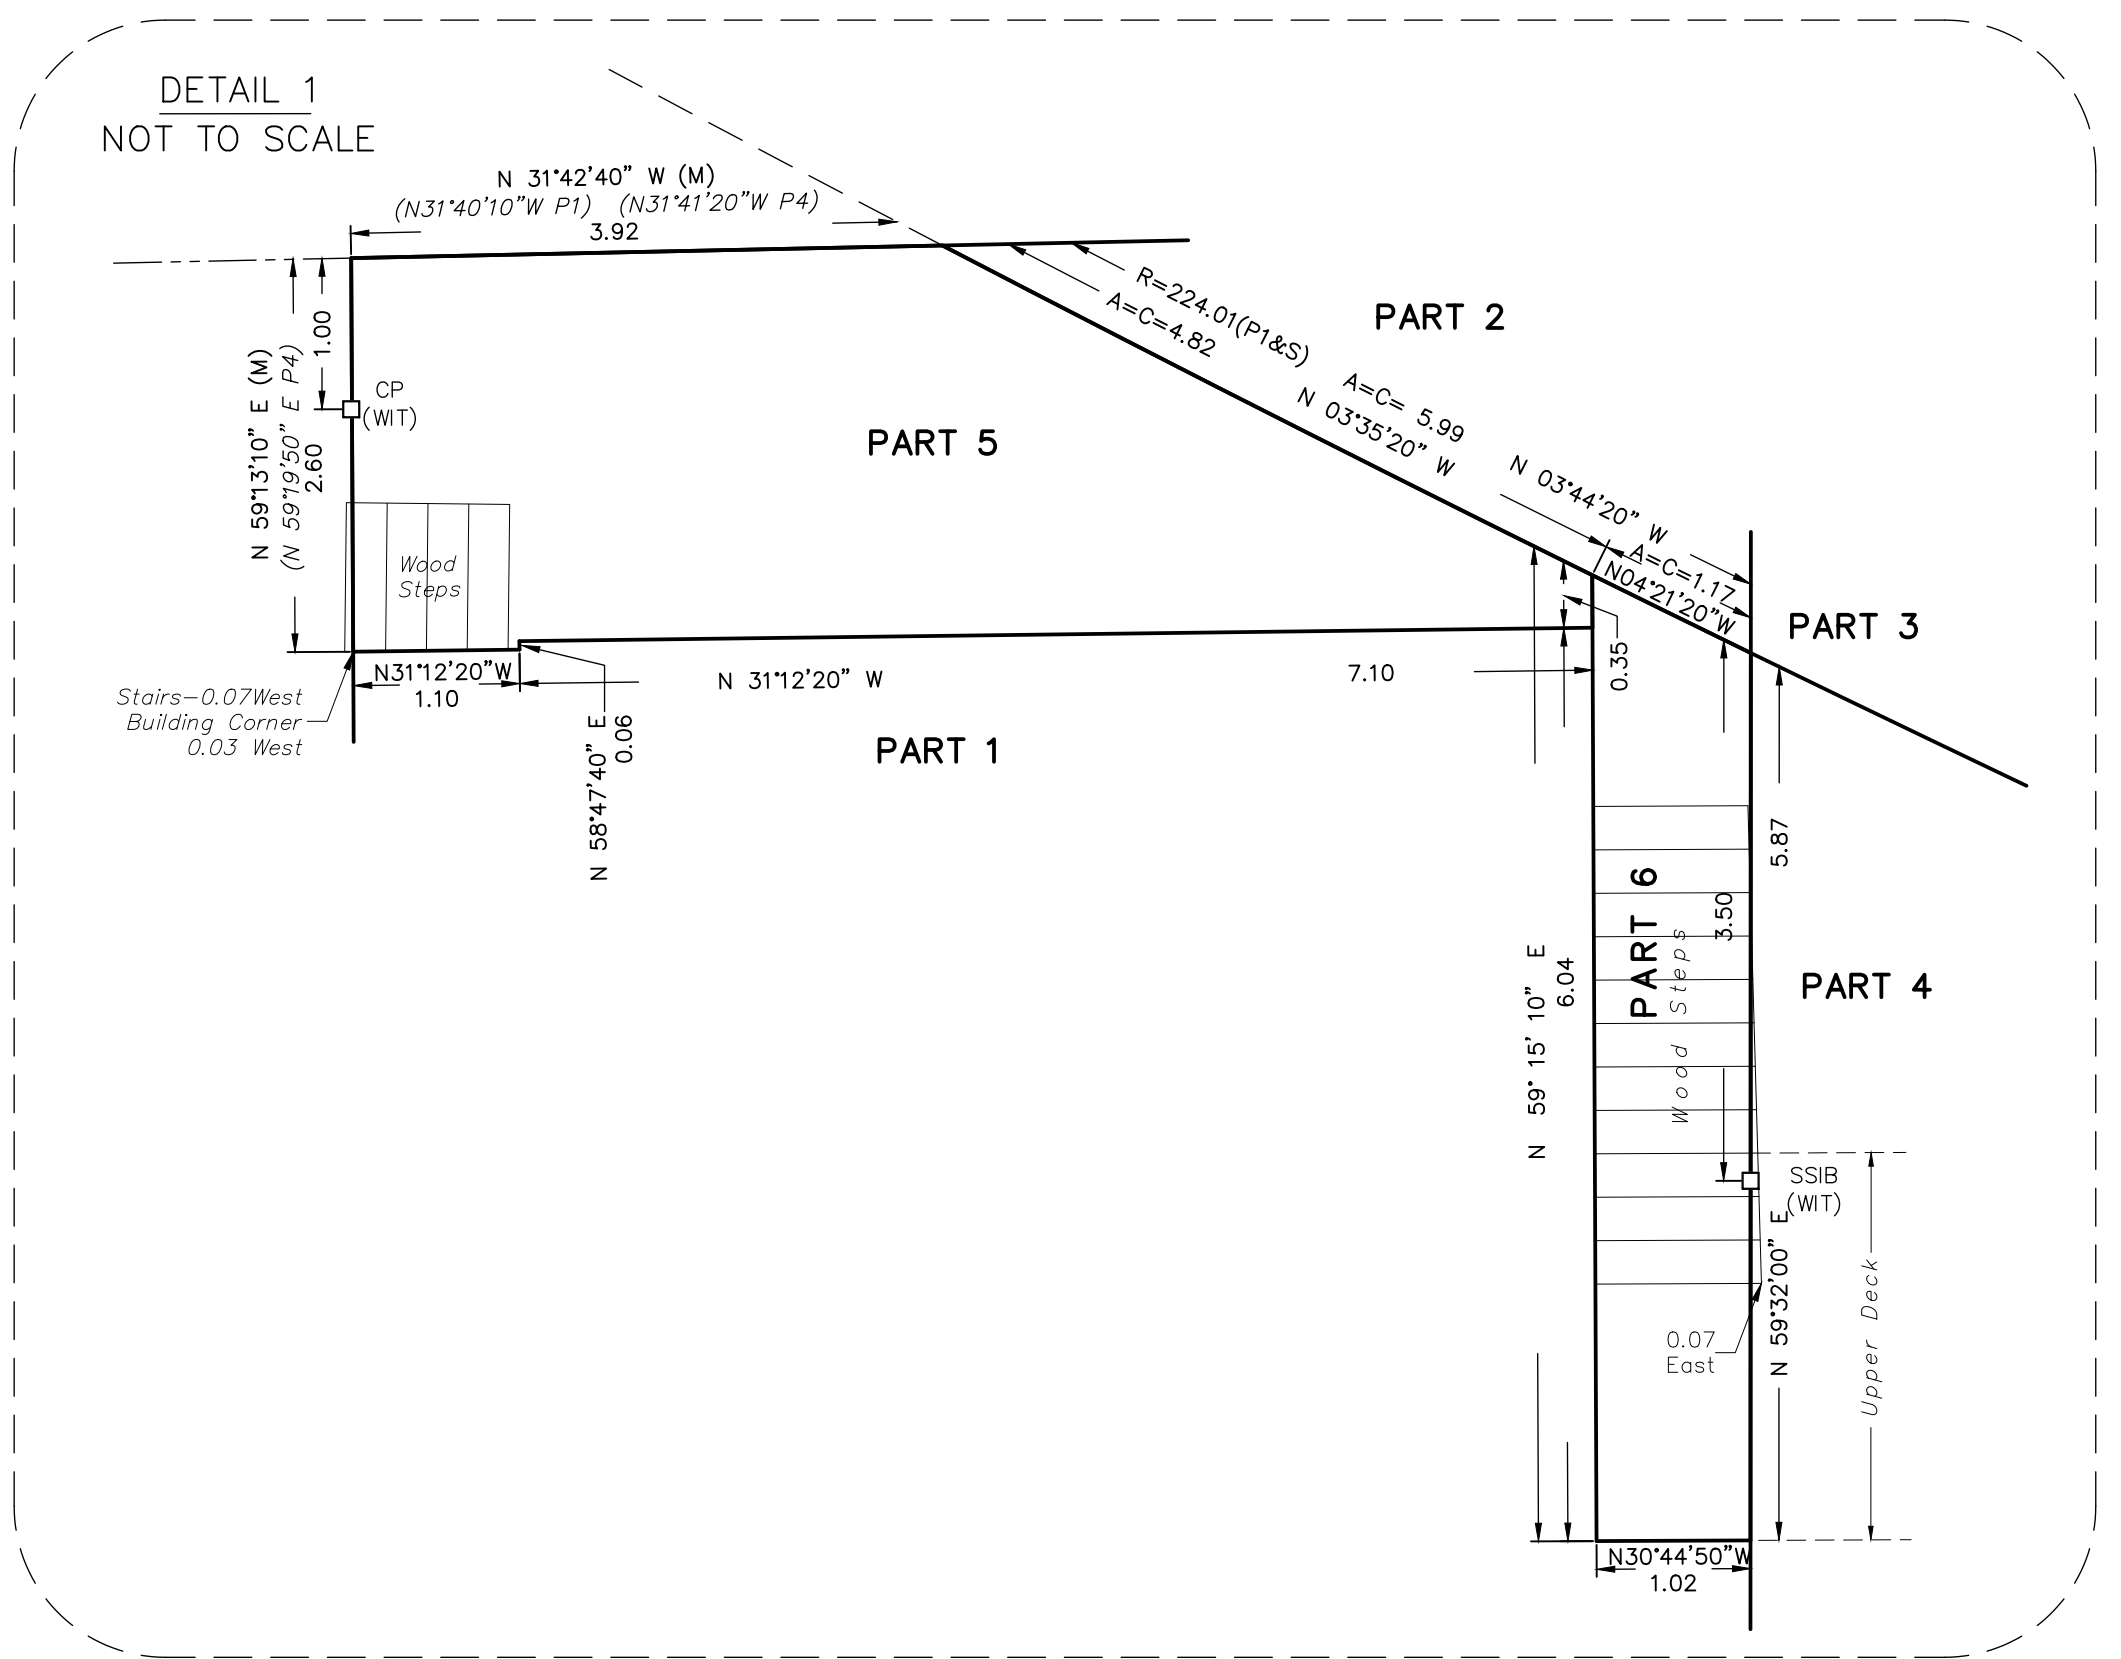 DETAIL 1
NOT TO SCALE
N 31°42'40" W (M)
(N31°40'10"W P1) (N31°41'20"W P4)
3.92
1.00
N 59°13'10" E (M)
(N 59°19'50" E P4)
2.60
CP
(WIT)
Wood
Steps
R=224.01(P1&S)
A=C=4.82
PART 2
A=C= 5.99
N 03°35'20" W
PART 5
N 03°44'20" W
A=C=1.17
N04°21'20"W
PART 3
0.35
N31°12'20"W
1.10
N 31°12'20" W
7.10
Stairs-0.07West
Building Corner
0.03 West
N 58°47'40" E
0.06
PART 1
5.87
PART 6
3.50
Wood Steps
N 59° 15' 10" E
6.04
PART 4
SSIB
(WIT)
N 59°32'00" E
Upper Deck
0.07
East
N30°44'50"W
1.02